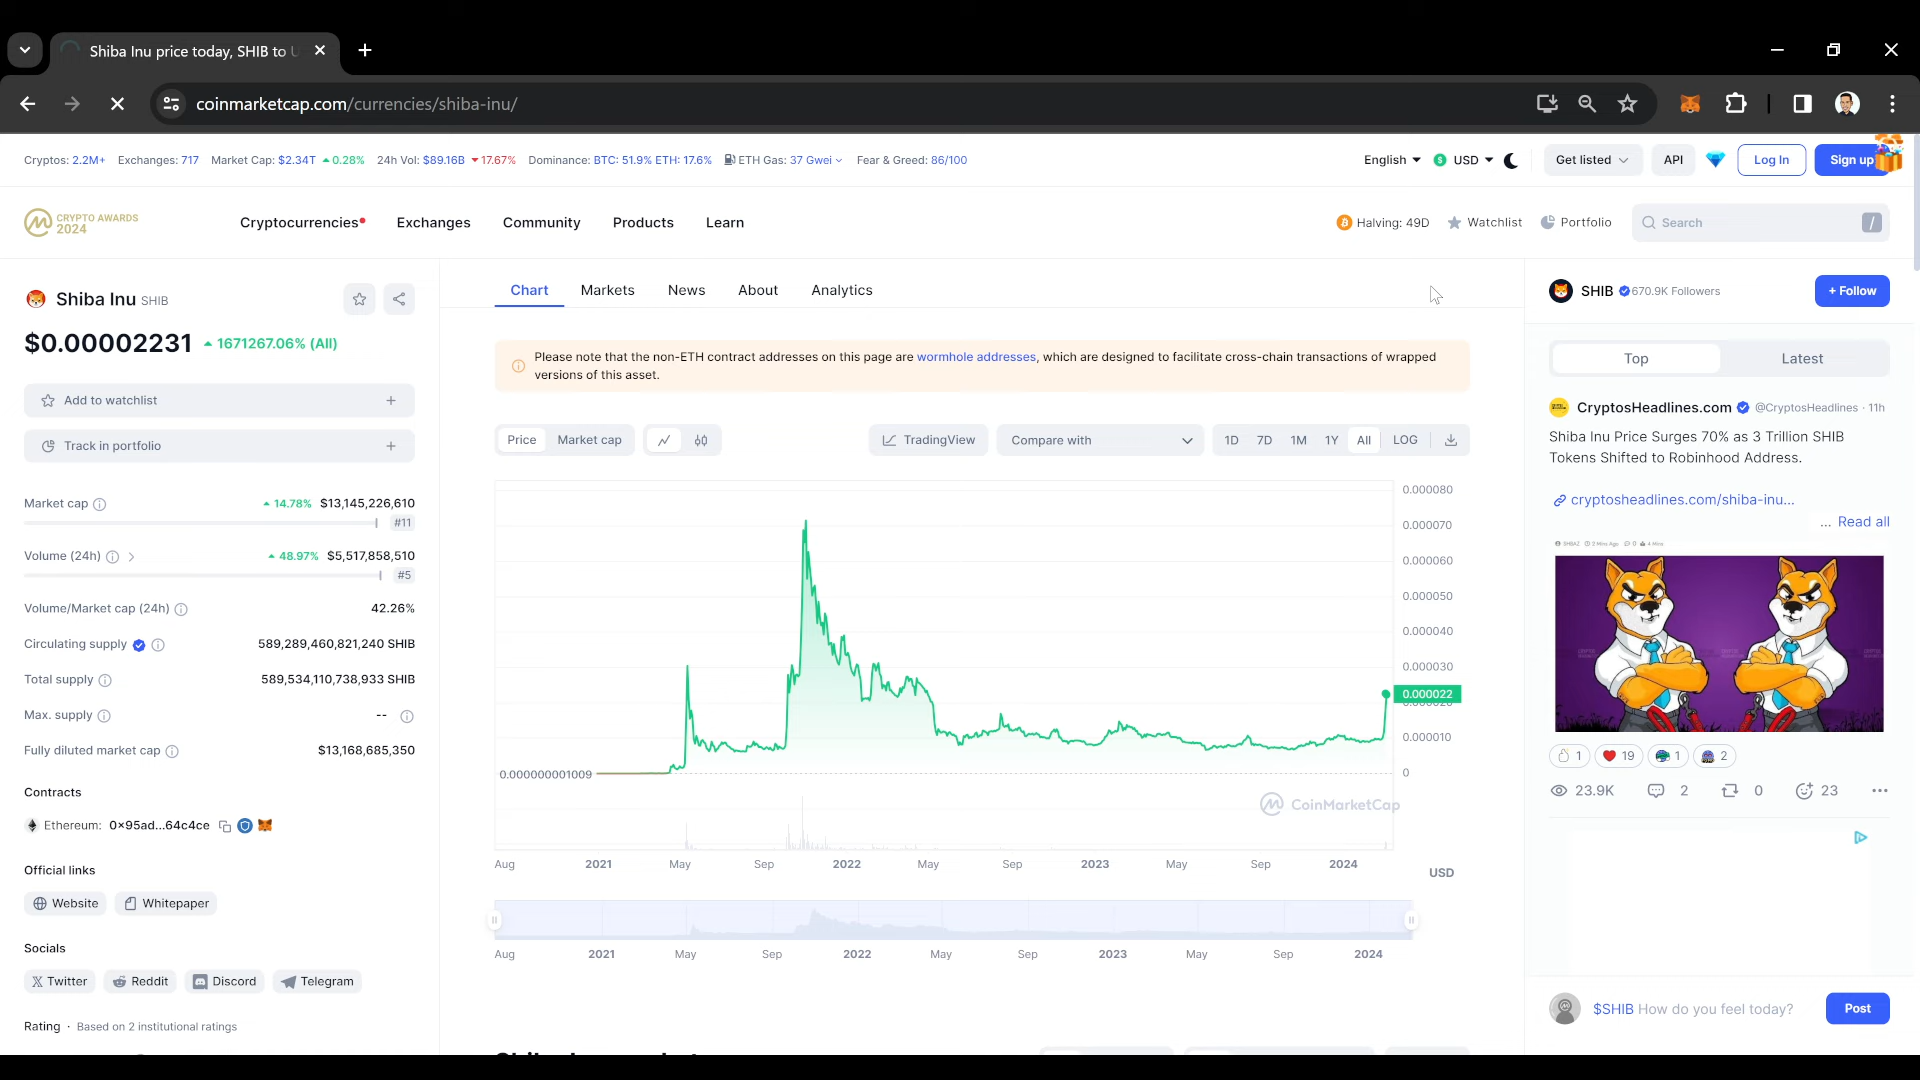 Shiba Inu price today, SHIB to U
coinmarketcap.com/currencies/shiba-inu/
Cryptos: 2.2M+ Exchanges: 717 Market Cap: $2.34T 0.28% 24h Vol: $89.16B 17.67% Dominance: BTC: 51.9% ETH: 17.6% ETH Gas: 37 Gwei Fear & Greed: 86/100
English USD Get listed API Log In Sign up
CRYPTO AWARDS
2024
Cryptocurrencies Exchanges Community Products Learn
Halving: 49D Watchlist Portfolio Search /
Shiba Inu SHIB
$0.00002231 1671267.06% (All)
Add to watchlist +
Track in portfolio +
Market cap 14.78% $13,145,226,610
#11
Volume (24h) 48.97% $5,517,858,510
#5
Volume/Market cap (24h) 42.26%
Circulating supply 589,289,460,821,240 SHIB
Total supply 589,534,110,738,933 SHIB
Max. supply --
Fully diluted market cap $13,168,685,350
Contracts
Ethereum: 0x95ad...64c4ce
Official links
Website Whitepaper
Socials
Twitter Reddit Discord Telegram
Rating · Based on 2 institutional ratings
Chart Markets News About Analytics
Please note that the non-ETH contract addresses on this page are wormhole addresses, which are designed to facilitate cross-chain transactions of wrapped
versions of this asset.
Price Market cap TradingView Compare with 1D 7D 1M 1Y All LOG
0.000080
0.000070
0.000060
0.000050
0.000040
0.000030
0.000022
0.000010
0
0.000000001009
CoinMarketCap
Aug 2021 May Sep 2022 May Sep 2023 May Sep 2024
USD
Aug 2021 May Sep 2022 May Sep 2023 May Sep 2024
SHIB 670.9K Followers + Follow
Top Latest
CryptosHeadlines.com @CryptosHeadlines · 11h
Shiba Inu Price Surges 70% as 3 Trillion SHIB
Tokens Shifted to Robinhood Address.
cryptosheadlines.com/shiba-inu...
... Read all
1 19 1 2
23.9K 2 0 23
$SHIB How do you feel today? Post